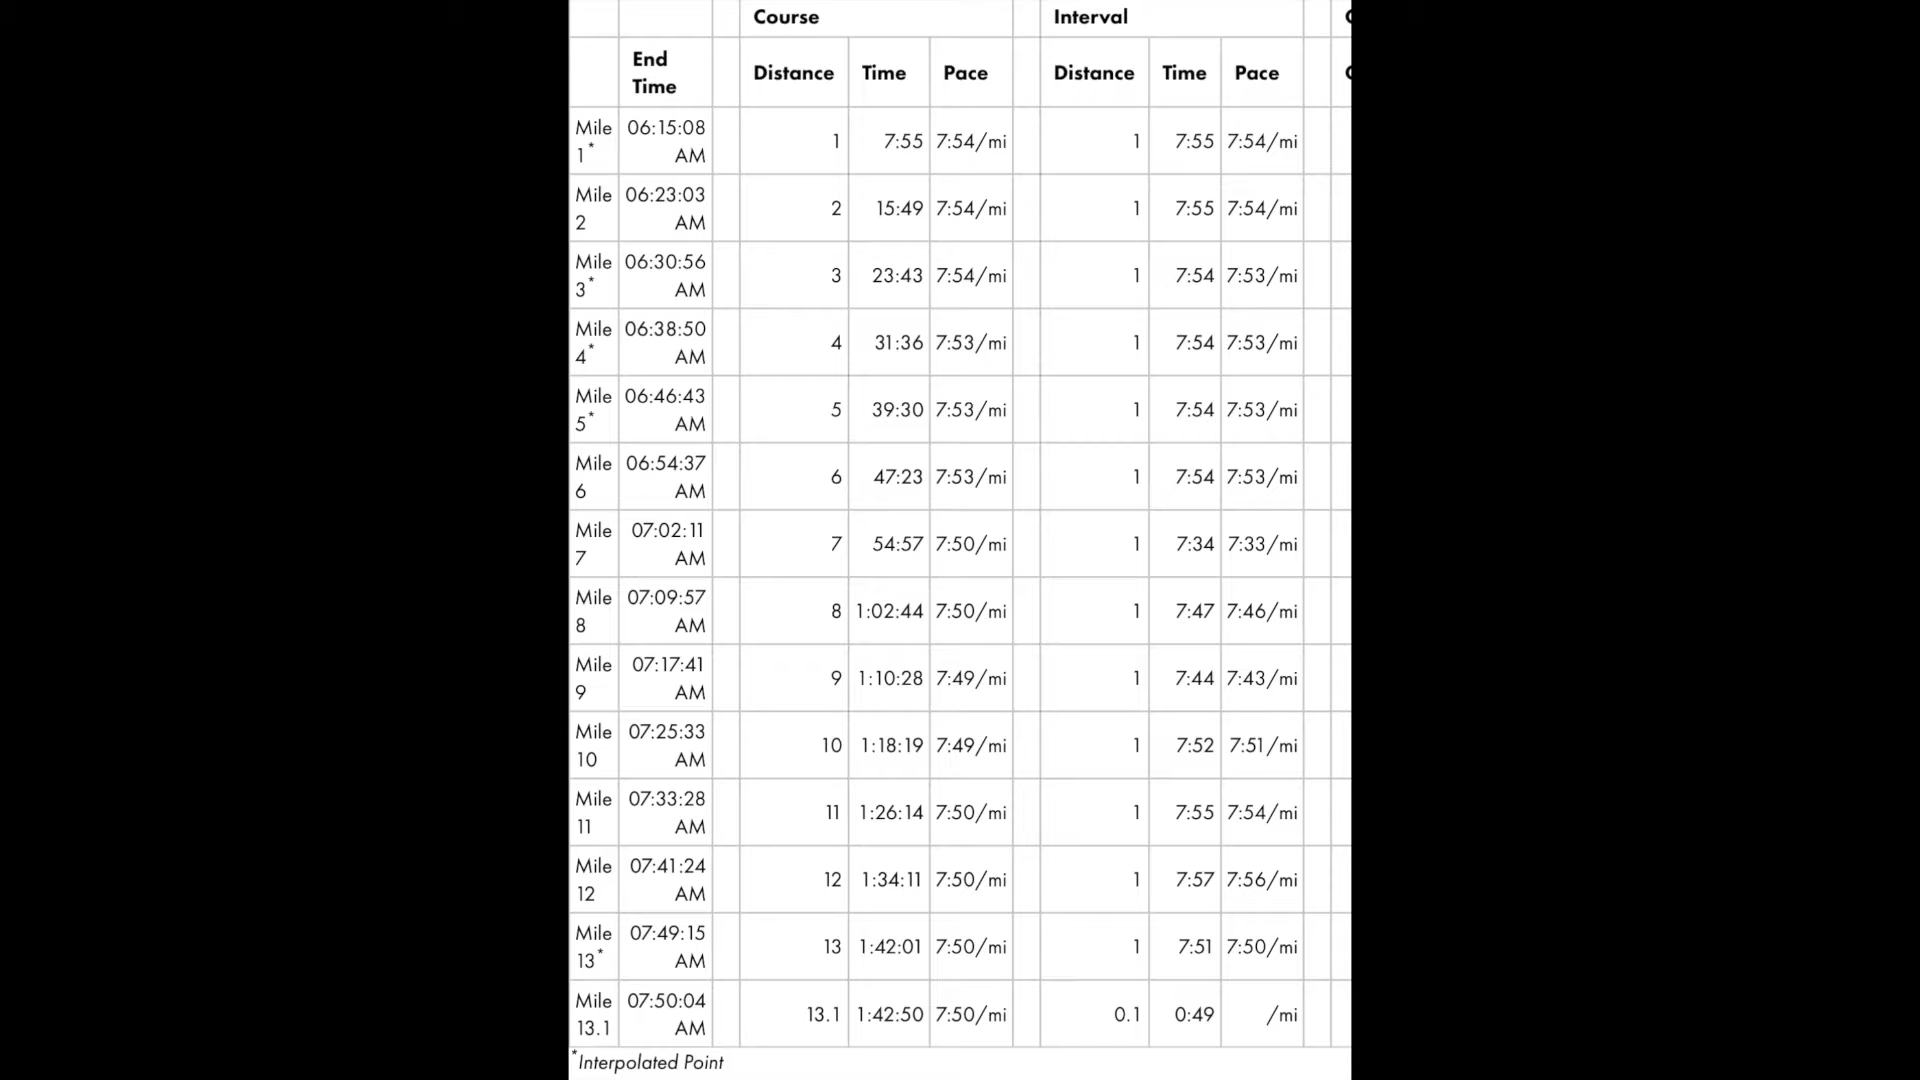 Course Interval
End Time Distance Time Pace Distance Time Pace
Mile 1* 06:15:08 AM 1 7:55 7:54/mi 1 7:55 7:54/mi
Mile 2 06:23:03 AM 2 15:49 7:54/mi 1 7:55 7:54/mi
Mile 3* 06:30:56 AM 3 23:43 7:54/mi 1 7:54 7:53/mi
Mile 4* 06:38:50 AM 4 31:36 7:53/mi 1 7:54 7:53/mi
Mile 5* 06:46:43 AM 5 39:30 7:53/mi 1 7:54 7:53/mi
Mile 6 06:54:37 AM 6 47:23 7:53/mi 1 7:54 7:53/mi
Mile 7 07:02:11 AM 7 54:57 7:50/mi 1 7:34 7:33/mi
Mile 8 07:09:57 AM 8 1:02:44 7:50/mi 1 7:47 7:46/mi
Mile 9 07:17:41 AM 9 1:10:28 7:49/mi 1 7:44 7:43/mi
Mile 10 07:25:33 AM 10 1:18:19 7:49/mi 1 7:52 7:51/mi
Mile 11 07:33:28 AM 11 1:26:14 7:50/mi 1 7:55 7:54/mi
Mile 12 07:41:24 AM 12 1:34:11 7:50/mi 1 7:57 7:56/mi
Mile 13* 07:49:15 AM 13 1:42:01 7:50/mi 1 7:51 7:50/mi
Mile 13.1 07:50:04 AM 13.1 1:42:50 7:50/mi 0.1 0:49 /mi
*Interpolated Point